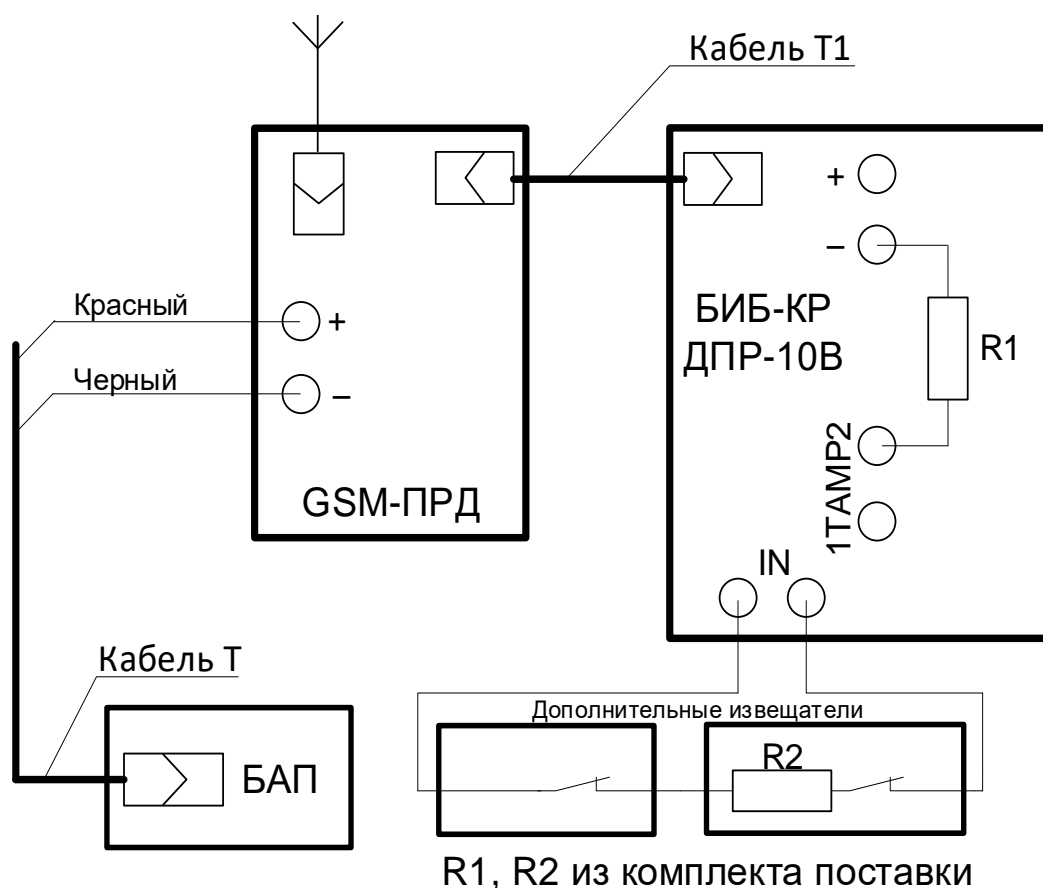 Кабель Т1
+
–
Красный
+
БИБ-КР
ДПР-10В
R1
Черный
–
1TAMP2
GSM-ПРД
IN
Кабель Т
Дополнительные извещатели
R2
БАП
R1, R2 из комплекта поставки